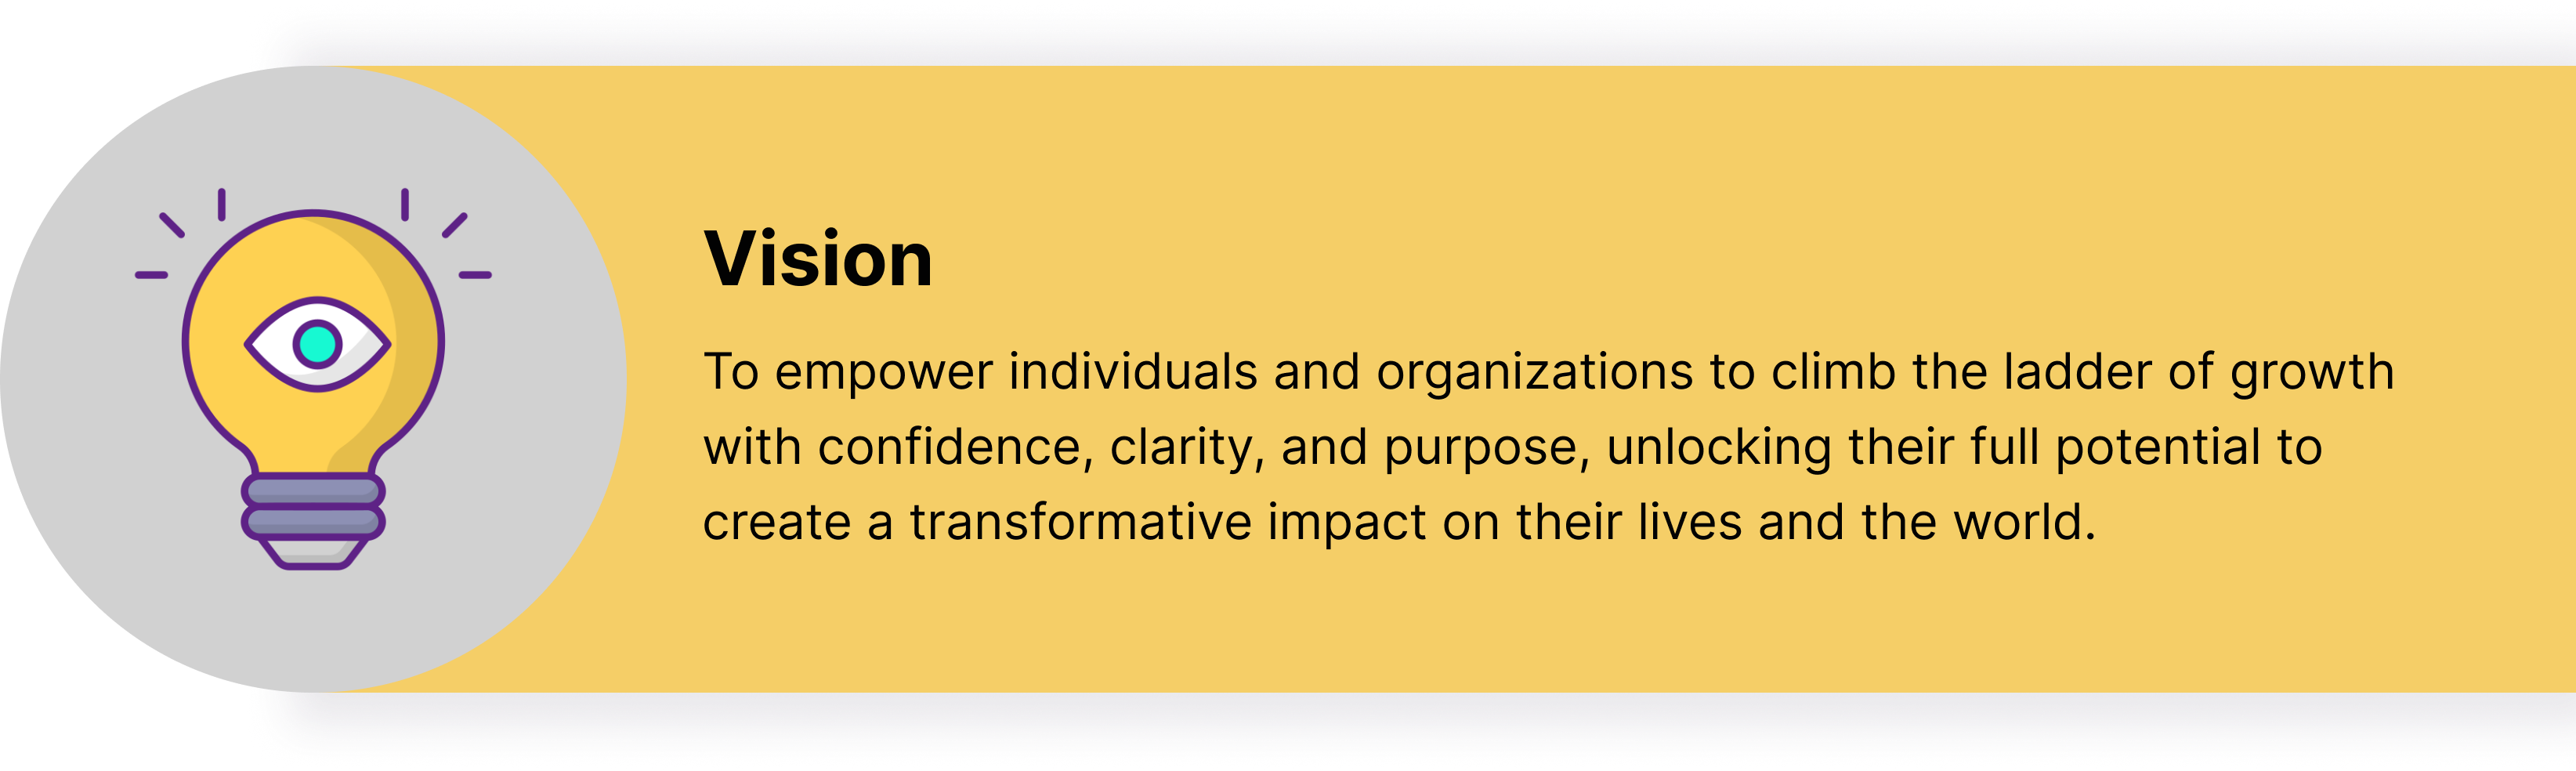 Vision
To empower individuals and organizations to climb the ladder of growth
with confidence, clarity, and purpose, unlocking their full potential to
create a transformative impact on their lives and the world.